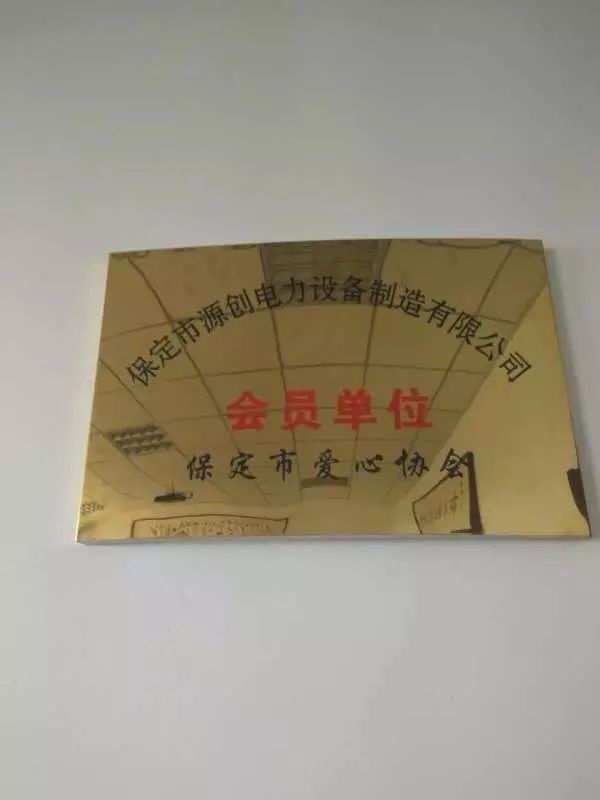 保定市源创电力设备制造有限公司
会员单位
保定市爱心协会